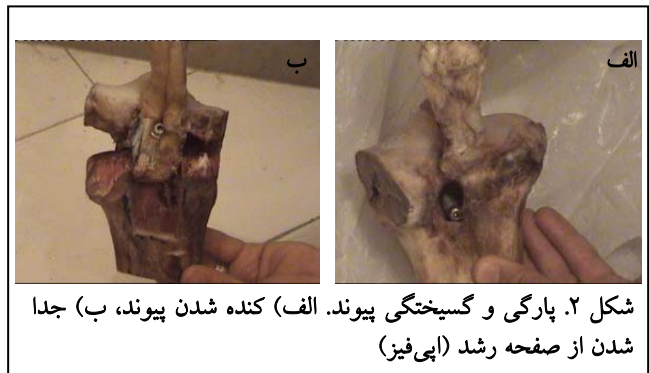 الف
ب
شکل ۲. پارگی و گسیختگی پیوند. الف) کنده شدن پیوند، ب) جدا
شدن از صفحه رشد (اپی‌فیز)